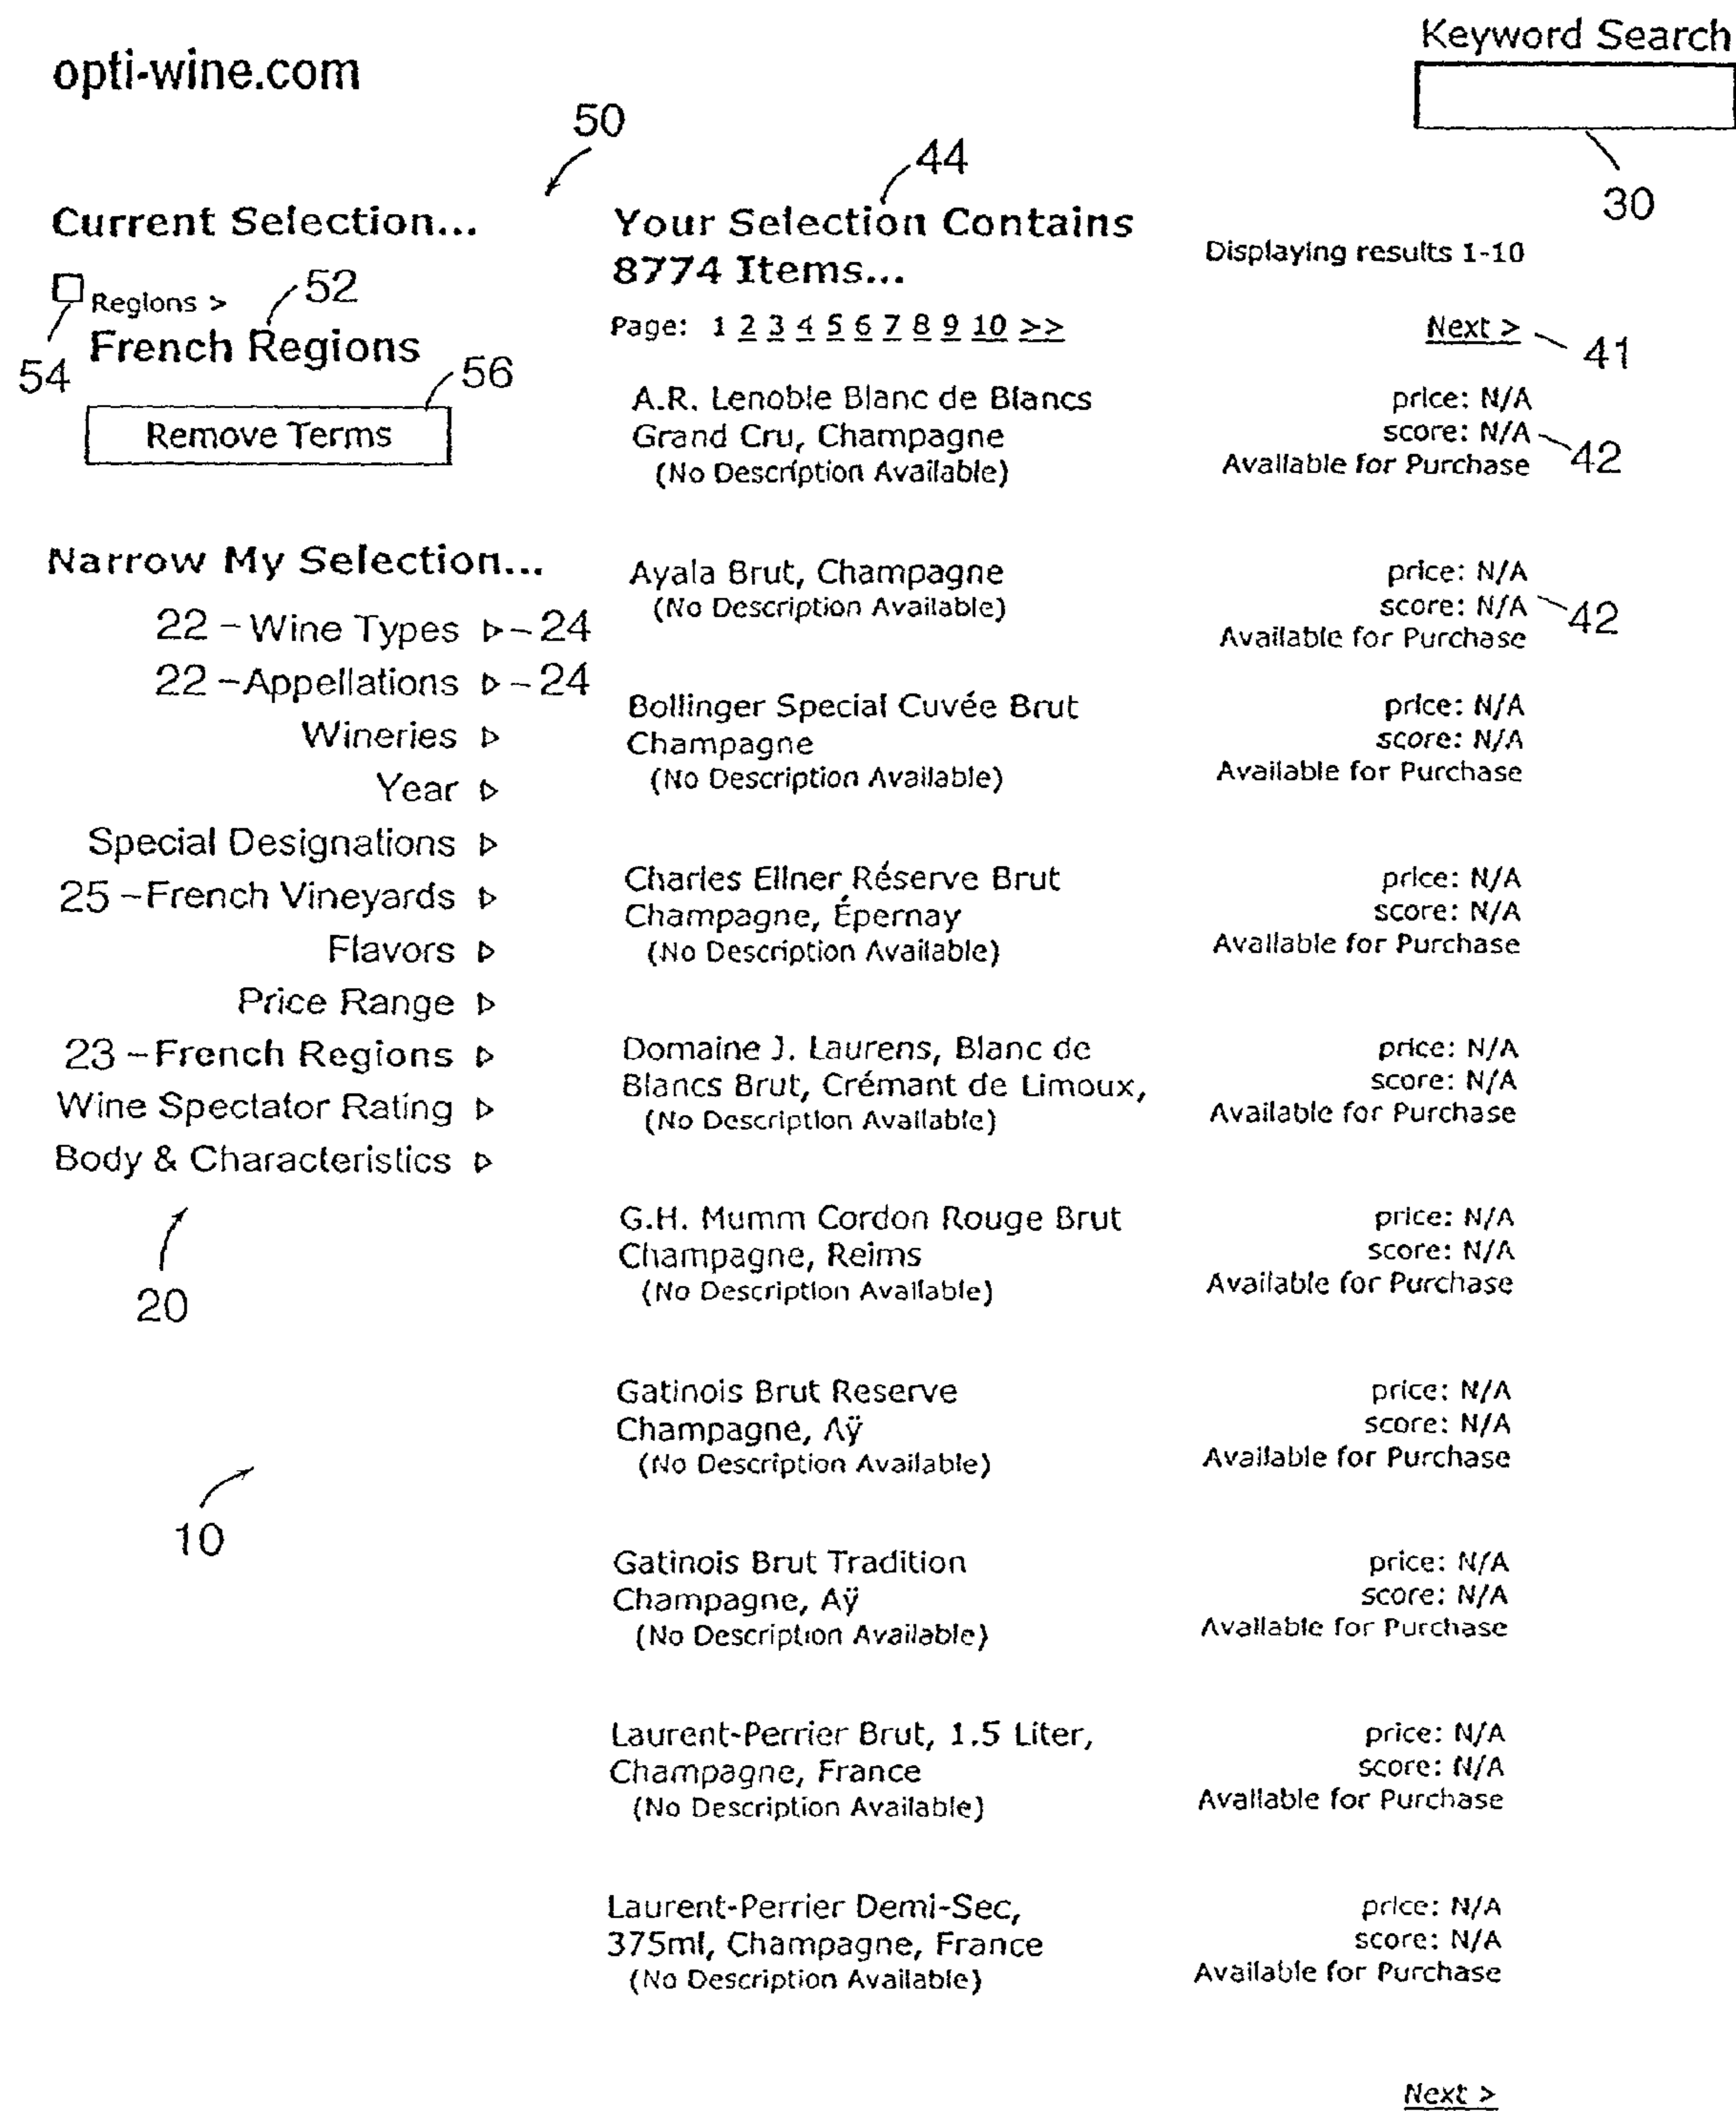 Keyword Search
opti-wine.com
50
44
30
Current Selection...
Your Selection Contains
8774 Items...
Displaying results 1-10
Regions >
52
54
French Regions
56
Remove Terms
Page: 1 2 3 4 5 6 7 8 9 10 >>
Next >
41
Narrow My Selection...
22 - Wine Types ▷ - 24
22 - Appellations ▷ - 24
Wineries ▷
Year ▷
Special Designations ▷
25 - French Vineyards ▷
Flavors ▷
Price Range ▷
23 - French Regions ▷
Wine Spectator Rating ▷
Body & Characteristics ▷
20
10
A.R. Lenoble Blanc de Blancs
Grand Cru, Champagne
(No Description Available)
price: N/A
score: N/A
42
Available for Purchase
Ayala Brut, Champagne
(No Description Available)
price: N/A
score: N/A
42
Available for Purchase
Bollinger Special Cuvée Brut
Champagne
(No Description Available)
price: N/A
score: N/A
Available for Purchase
Charles Ellner Réserve Brut
Champagne, Épernay
(No Description Available)
price: N/A
score: N/A
Available for Purchase
Domaine J. Laurens, Blanc de
Blancs Brut, Crémant de Limoux,
(No Description Available)
price: N/A
score: N/A
Available for Purchase
G.H. Mumm Cordon Rouge Brut
Champagne, Reims
(No Description Available)
price: N/A
score: N/A
Available for Purchase
Gatinois Brut Reserve
Champagne, Aÿ
(No Description Available)
price: N/A
score: N/A
Available for Purchase
Gatinois Brut Tradition
Champagne, Aÿ
(No Description Available)
price: N/A
score: N/A
Available for Purchase
Laurent-Perrier Brut, 1.5 Liter,
Champagne, France
(No Description Available)
price: N/A
score: N/A
Available for Purchase
Laurent-Perrier Demi-Sec,
375ml, Champagne, France
(No Description Available)
price: N/A
score: N/A
Available for Purchase
Next >